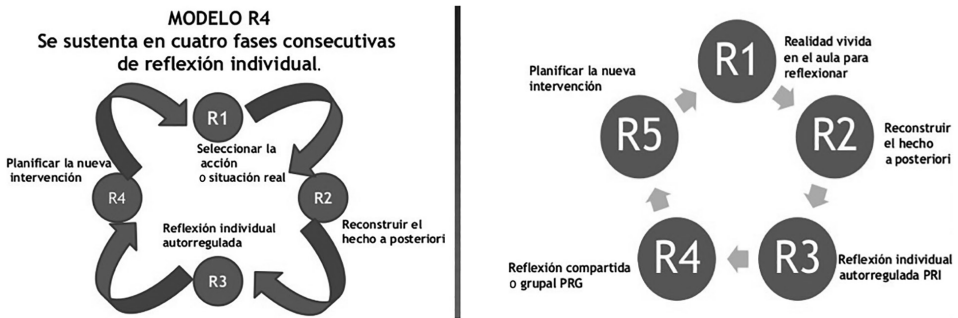 MODELO R4
Se sustenta en cuatro fases consecutivas
de reflexión individual.
R1
Seleccionar la
acción
o situación real
R2
Reconstruir el
hecho a posteriori
Reflexión individual
autorregulada
R3
Planificar la nueva
intervención
R4
R1
Realidad vivida
en el aula para
reflexionar
R2
Reconstruir
el hecho
a posteriori
R3
Reflexión individual
autorregulada PRI
R4
Reflexión compartida
o grupal PRG
R5
Planificar la nueva
intervención